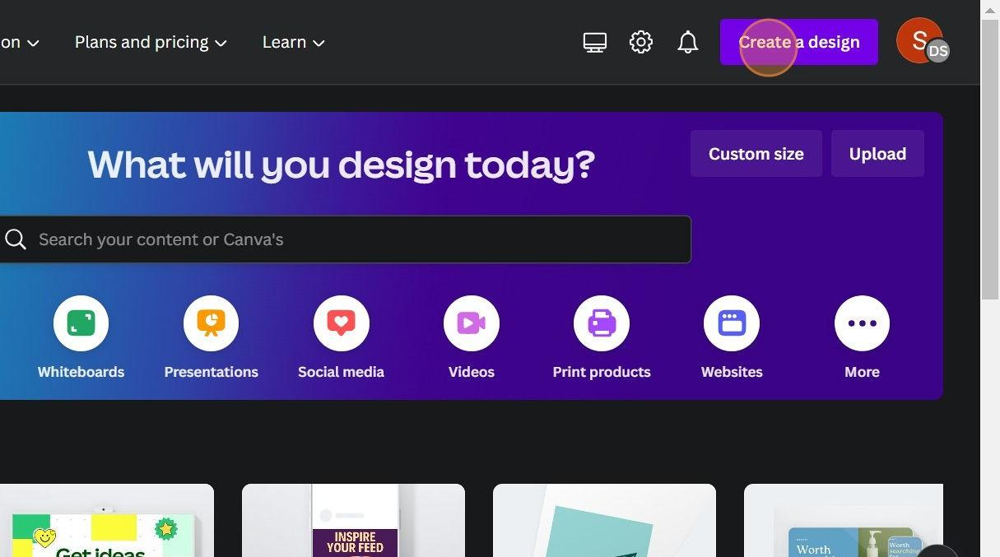 on
Plans and pricing
Learn
Create a design
S
DS
What will you design today?
Custom size
Upload
Search your content or Canva's
Whiteboards
Presentations
Social media
Videos
Print products
Websites
More
Get ideas
INSPIRE
YOUR FEED
Worth
Worth
searching